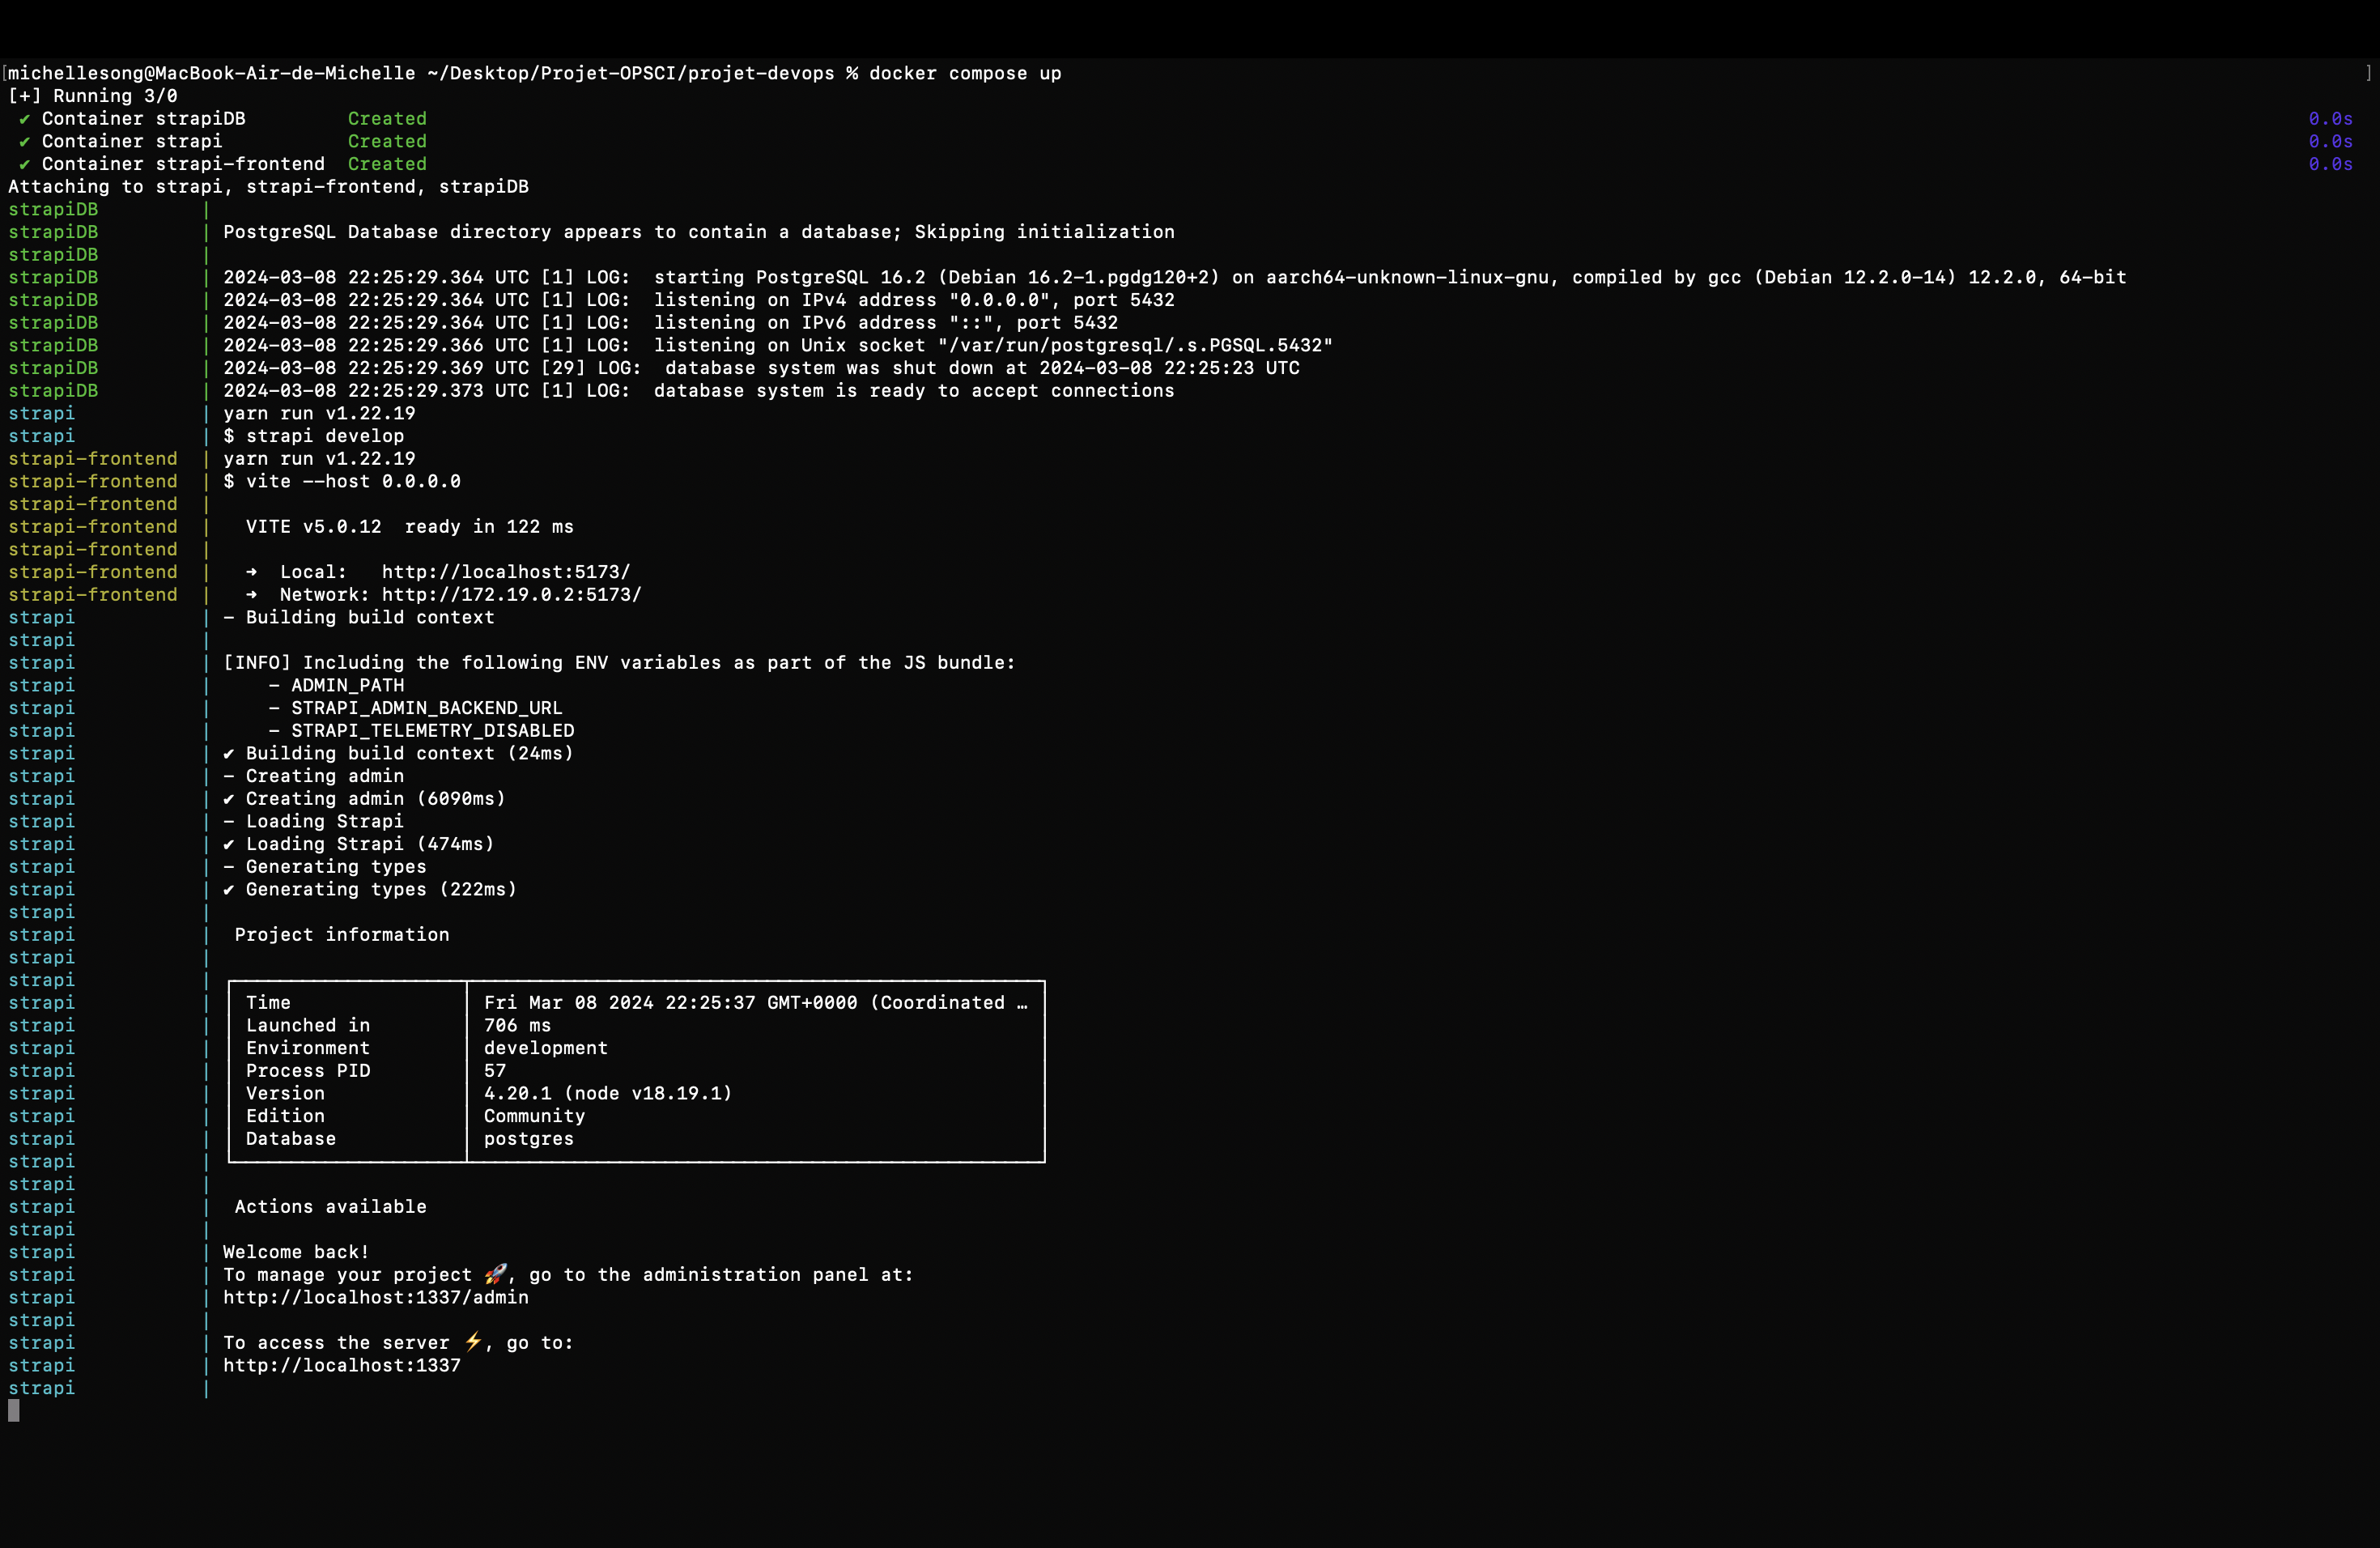 [michellesong@MacBook-Air-de-Michelle ~/Desktop/Projet-OPSCI/projet-devops % docker compose up ]
[+] Running 3/0
✔ Container strapiDB Created 0.0s
✔ Container strapi Created 0.0s
✔ Container strapi-frontend Created 0.0s
Attaching to strapi, strapi-frontend, strapiDB
strapiDB |
strapiDB | PostgreSQL Database directory appears to contain a database; Skipping initialization
strapiDB |
strapiDB | 2024-03-08 22:25:29.364 UTC [1] LOG:  starting PostgreSQL 16.2 (Debian 16.2-1.pgdg120+2) on aarch64-unknown-linux-gnu, compiled by gcc (Debian 12.2.0-14) 12.2.0, 64-bit
strapiDB | 2024-03-08 22:25:29.364 UTC [1] LOG:  listening on IPv4 address "0.0.0.0", port 5432
strapiDB | 2024-03-08 22:25:29.364 UTC [1] LOG:  listening on IPv6 address "::", port 5432
strapiDB | 2024-03-08 22:25:29.366 UTC [1] LOG:  listening on Unix socket "/var/run/postgresql/.s.PGSQL.5432"
strapiDB | 2024-03-08 22:25:29.369 UTC [29] LOG:  database system was shut down at 2024-03-08 22:25:23 UTC
strapiDB | 2024-03-08 22:25:29.373 UTC [1] LOG:  database system is ready to accept connections
strapi | yarn run v1.22.19
strapi | $ strapi develop
strapi-frontend | yarn run v1.22.19
strapi-frontend | $ vite --host 0.0.0.0
strapi-frontend |
strapi-frontend | VITE v5.0.12  ready in 122 ms
strapi-frontend |
strapi-frontend | ➜  Local:   http://localhost:5173/
strapi-frontend | ➜  Network: http://172.19.0.2:5173/
strapi | - Building build context
strapi |
strapi | [INFO] Including the following ENV variables as part of the JS bundle:
strapi | - ADMIN_PATH
strapi | - STRAPI_ADMIN_BACKEND_URL
strapi | - STRAPI_TELEMETRY_DISABLED
strapi | ✔ Building build context (24ms)
strapi | - Creating admin
strapi | ✔ Creating admin (6090ms)
strapi | - Loading Strapi
strapi | ✔ Loading Strapi (474ms)
strapi | - Generating types
strapi | ✔ Generating types (222ms)
strapi |
strapi | Project information
strapi |
strapi |
strapi | │ Time │ Fri Mar 08 2024 22:25:37 GMT+0000 (Coordinated … │
strapi | │ Launched in │ 706 ms │
strapi | │ Environment │ development │
strapi | │ Process PID │ 57 │
strapi | │ Version │ 4.20.1 (node v18.19.1) │
strapi | │ Edition │ Community │
strapi | │ Database │ postgres │
strapi |
strapi |
strapi | Actions available
strapi |
strapi | Welcome back!
strapi | To manage your project 🚀, go to the administration panel at:
strapi | http://localhost:1337/admin
strapi |
strapi | To access the server ⚡, go to:
strapi | http://localhost:1337
strapi |